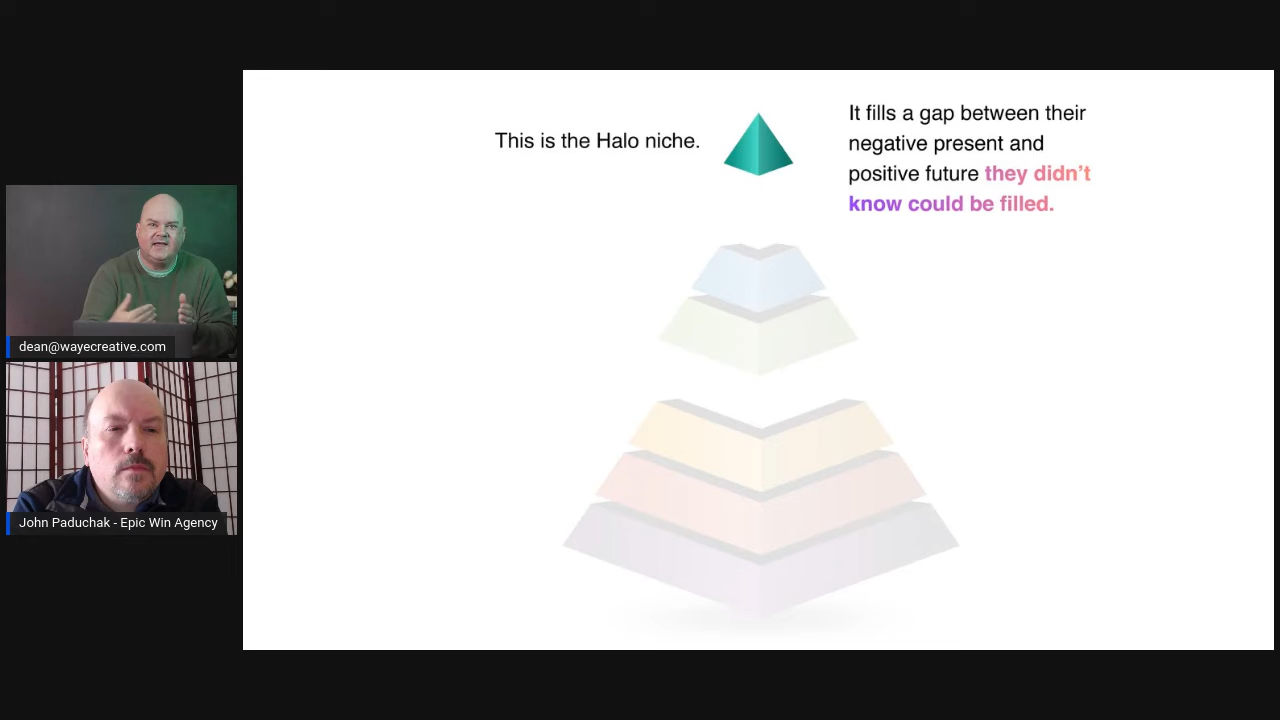 This is the Halo niche.
It fills a gap between their
negative present and
positive future they didn't
know could be filled.
dean@wayecreative.com
John Paduchak - Epic Win Agency